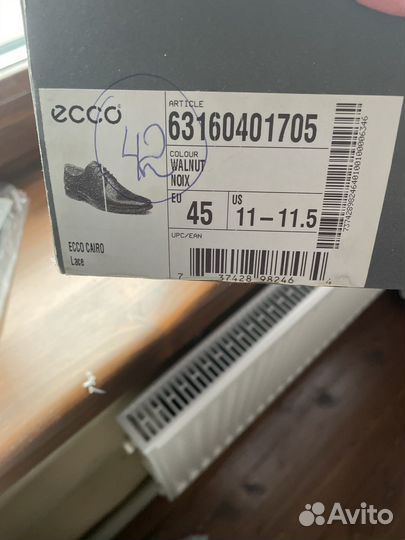 ecco
42
ARTICLE
63160401705
COLOUR
WALNUT
NOIX
EU
45
US
11-11.5
UPC/EAN
7 37428 98246 4
ECCO CAIRO
Lace
Avito